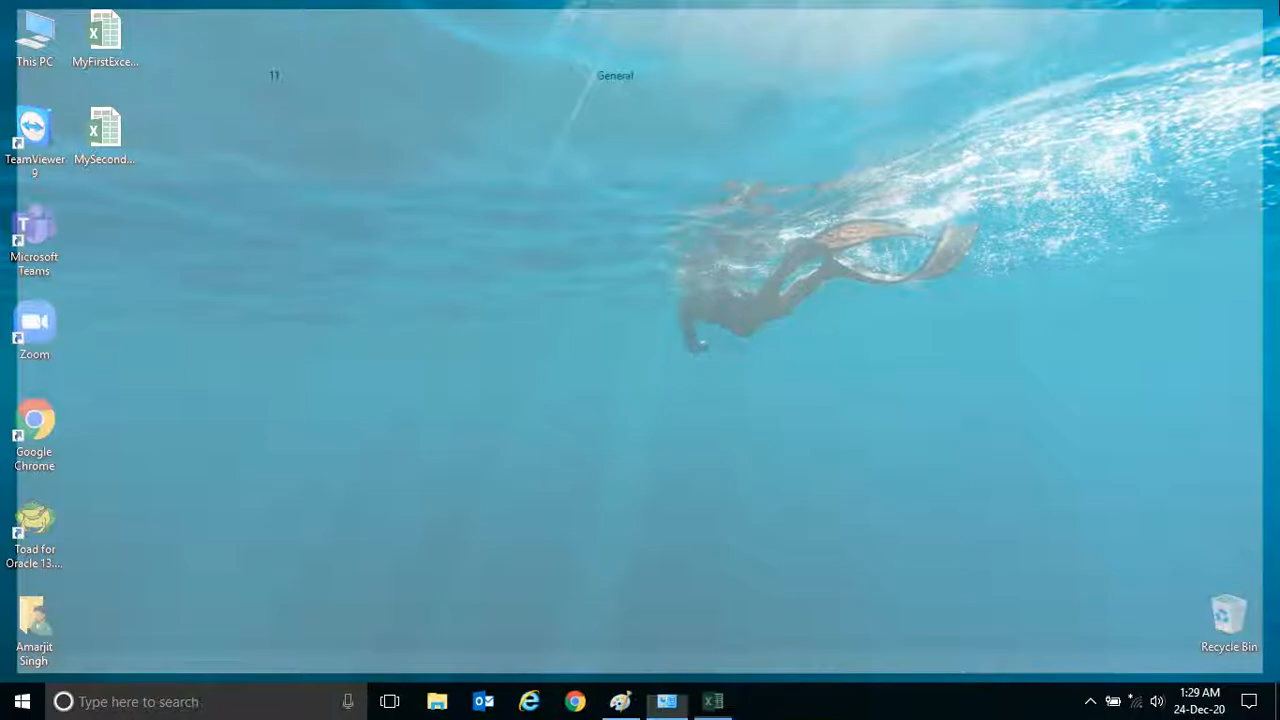 This PC
MyFirstExce...
11
General
TeamViewer
9
MySecond...
Microsoft
Teams
Zoom
Google
Chrome
Toad for
Oracle 13....
Amarjit
Singh
Recycle Bin
Type here to search
1:29 AM
24-Dec-20